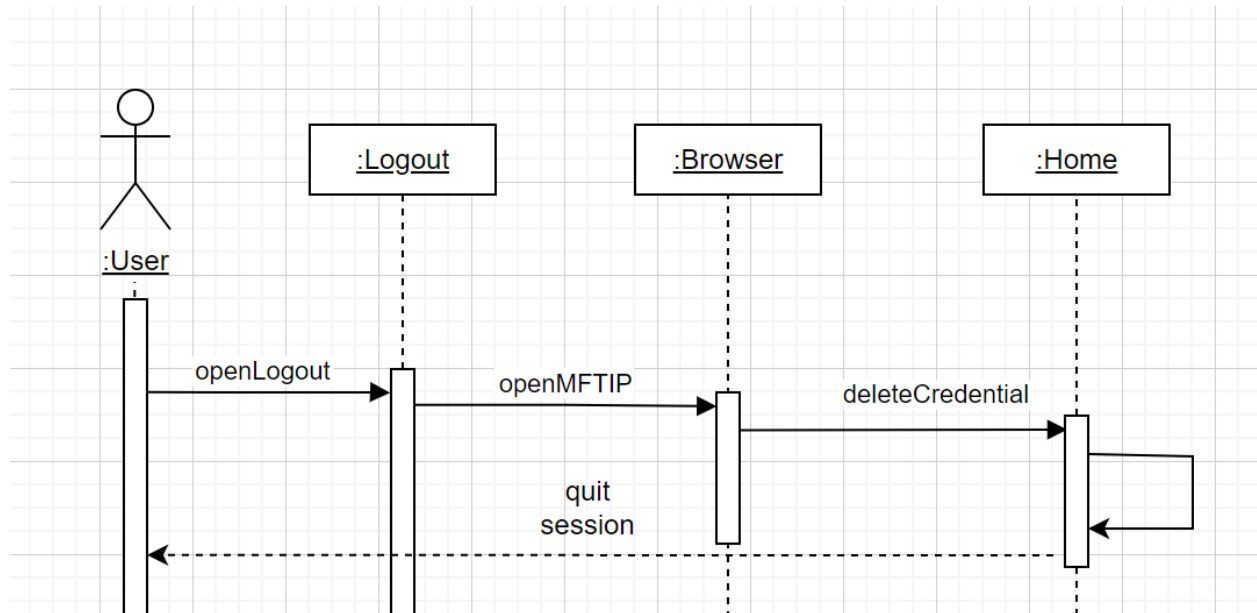 :Logout
:Browser
:Home
:User
openLogout
openMFTIP
deleteCredential
quit
session